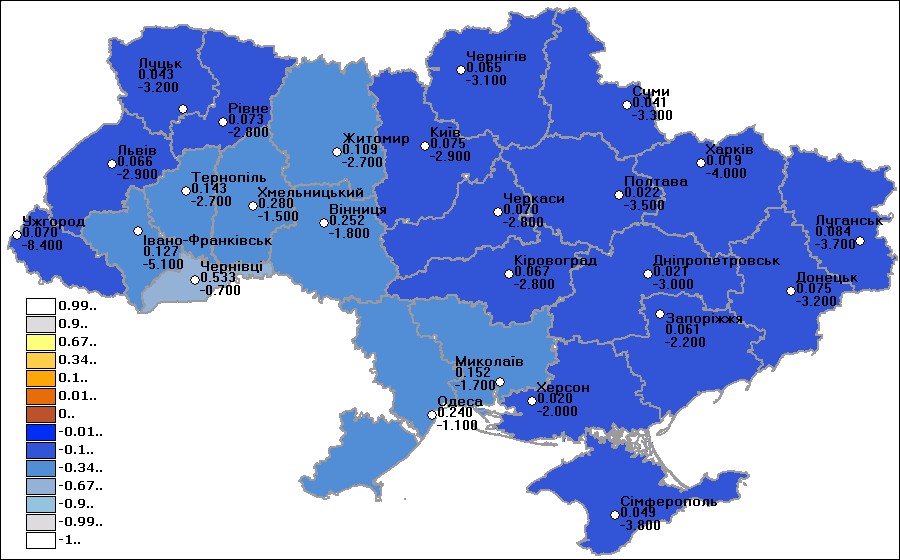 Чернігів
0.065
-3.100
Луцьк
0.043
-3.200
Суми
0.041
-3.300
Рівне
0.073
-2.800
Київ
0.075
-2.900
Житомир
0.109
-2.700
Харків
0.019
-4.000
Львів
0.066
-2.900
Тернопіль
0.143
-2.700
Хмельницький
0.280
-1.500
Полтава
0.022
-3.500
Вінниця
0.252
-1.800
Черкаси
0.070
-2.800
Ужгород
0.070
-8.400
Луганськ
0.084
-3.700
Івано-Франківськ
0.127
-5.100
Чернівці
0.533
-0.700
Кіровоград
0.067
-2.800
Дніпропетровськ
0.021
-3.000
Донецьк
0.075
-3.200
Запоріжжя
0.061
-2.200
Миколаїв
0.152
-1.700
Херсон
0.020
-2.000
Одеса
0.240
-1.100
Сімферополь
0.049
-3.800
0.99..
0.9..
0.67..
0.34..
0.1..
0.01..
0..
-0.01..
-0.1..
-0.34..
-0.67..
-0.9..
-0.99..
-1..